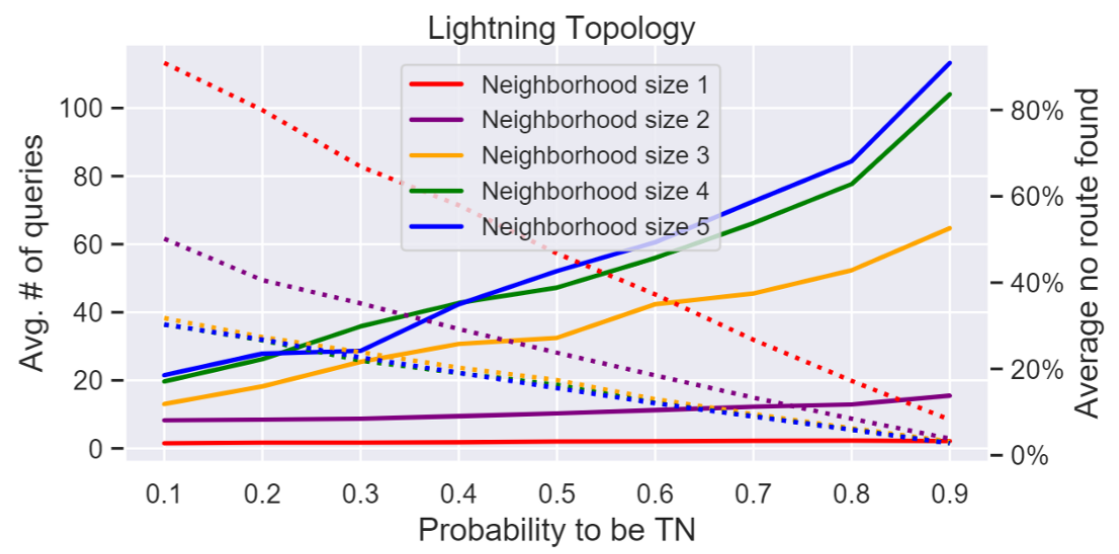 Lightning Topology
Neighborhood size 1
Neighborhood size 2
Neighborhood size 3
Neighborhood size 4
Neighborhood size 5
Avg. # of queries
100
80
60
40
20
0
Average no route found
80%
60%
40%
20%
0%
0.1 0.2 0.3 0.4 0.5 0.6 0.7 0.8 0.9
Probability to be TN